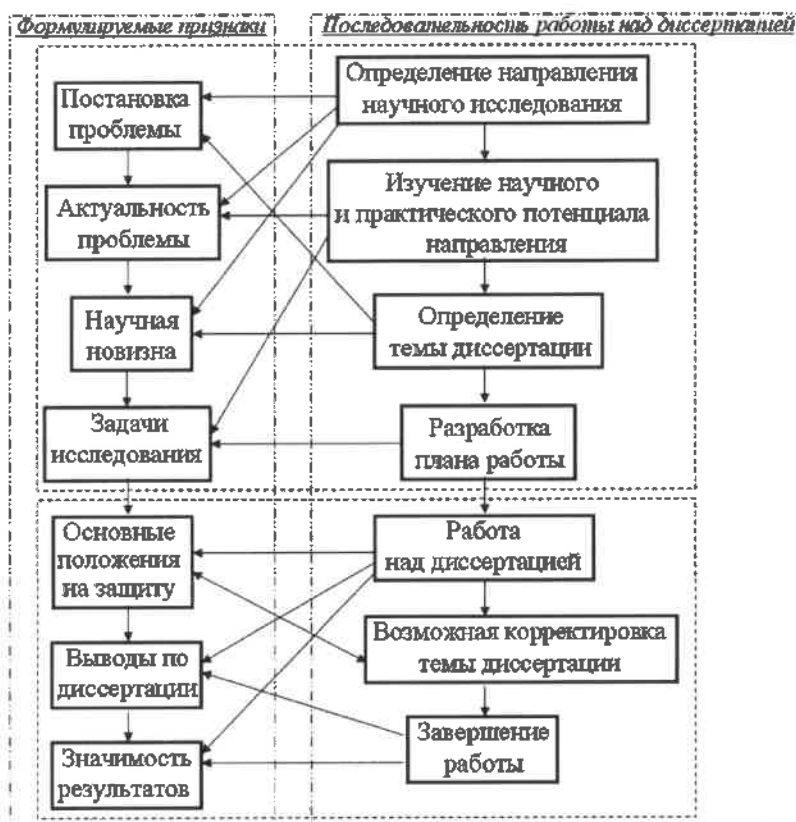 Формулируемые признаки
Последовательность работы над диссертацией
Постановка
проблемы
Определение направления
научного исследования
Актуальность
проблемы
Изучение научного
и практического потенциала
направления
Научная
новизна
Определение
темы диссертации
Задачи
исследования
Разработка
плана работы
Основные
положения
на защиту
Работа
над диссертацией
Выводы по
диссертации
Возможная корректировка
темы диссертации
Значимость
результатов
Завершение
работы